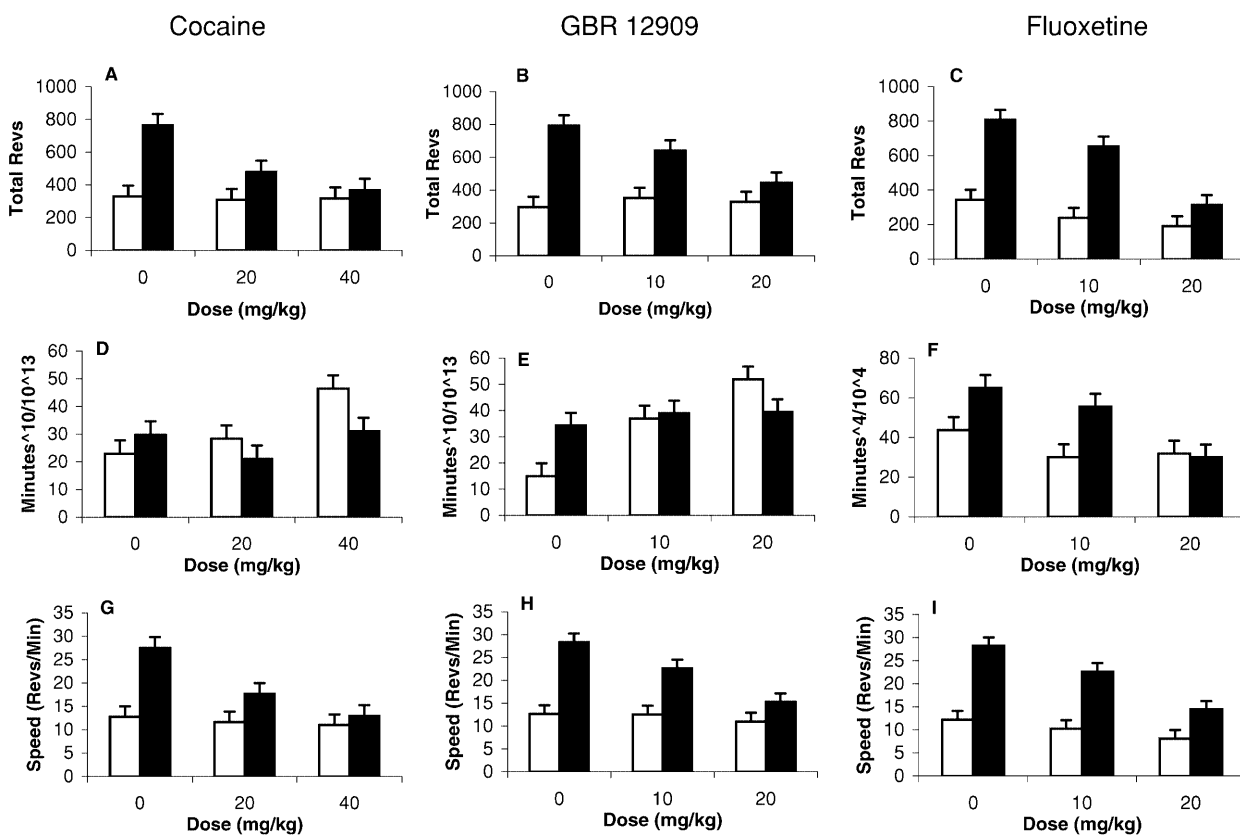 Cocaine GBR 12909 Fluoxetine
A
1000
800
600
400
200
0
Total Revs
0 20 40
Dose (mg/kg)
B
1000
800
600
400
200
0
Total Revs
0 10 20
Dose (mg/kg)
C
1000
800
600
400
200
0
Total Revs
0 10 20
Dose (mg/kg)
D
60
50
40
30
20
10
0
Minutes^10/10^13
0 20 40
Dose (mg/kg)
E
60
50
40
30
20
10
0
Minutes^10/10^13
0 10 20
Dose (mg/kg)
F
80
60
40
20
0
Minutes^4/10^4
0 10 20
Dose (mg/kg)
G
35
30
25
20
15
10
5
0
Speed (Revs/Min)
0 20 40
Dose (mg/kg)
H
35
30
25
20
15
10
5
0
Speed (Revs/Min)
0 10 20
Dose (mg/kg)
I
35
30
25
20
15
10
5
0
Speed (Revs/Min)
0 10 20
Dose (mg/kg)